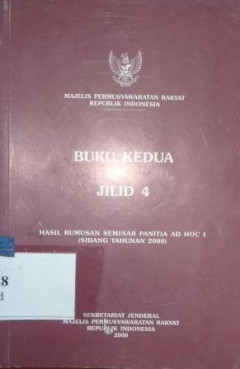 MAJELIS PERMUSYAWARATAN RAKYAT
REPUBLIK INDONESIA
BUKU KEDUA
JILID 4
HASIL RUMUSAN SEMINAR PANITIA AD HOC I
(SIDANG TAHUNAN 2000)
8
d
SEKRETARIAT JENDERAL
MAJELIS PERMUSYAWARATAN RAKYAT
REPUBLIK INDONESIA
2000